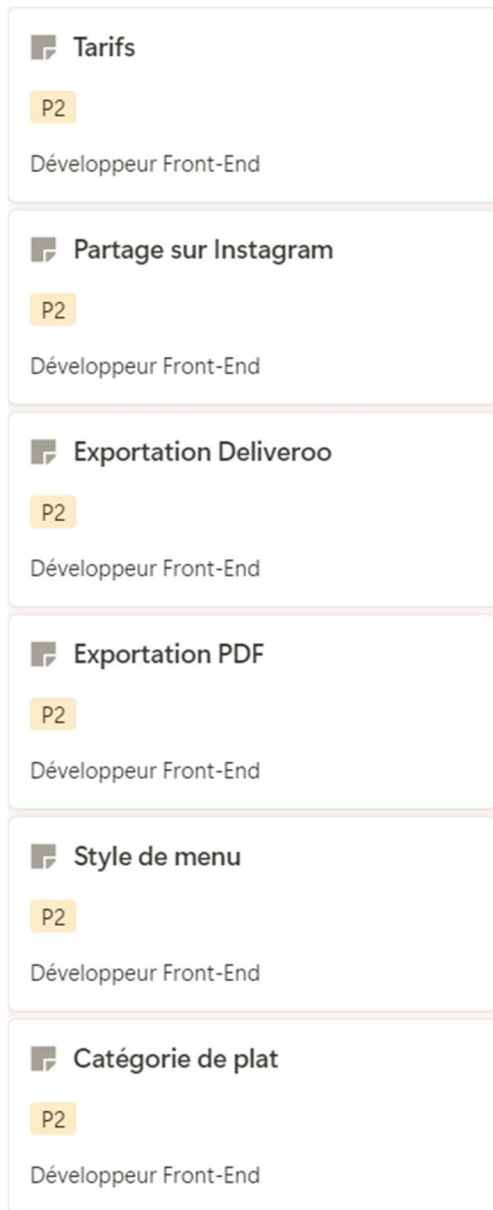 Tarifs
P2
Développeur Front-End
Partage sur Instagram
P2
Développeur Front-End
Exportation Deliveroo
P2
Développeur Front-End
Exportation PDF
P2
Développeur Front-End
Style de menu
P2
Développeur Front-End
Catégorie de plat
P2
Développeur Front-End